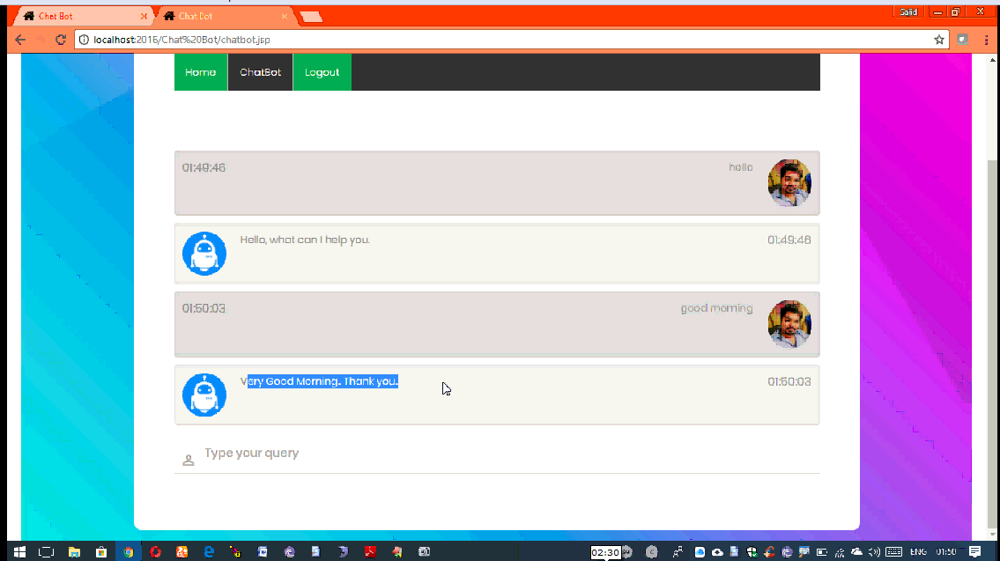 Chat Bot
Chat Bot
Sajid
localhost:2016/Chat%20Bot/chatbot.jsp
Home
ChatBot
Logout
01:49:46
hello
Hello, what can I help you.
01:49:46
01:50:03
good morning
Very Good Morning. Thank you.
01:50:03
Type your query
02:30
ENG
01:50